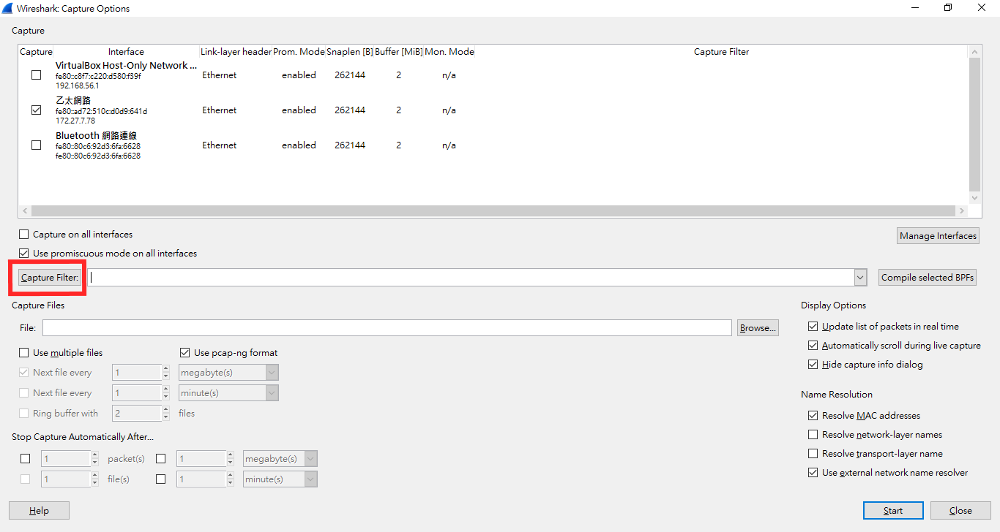 Wireshark: Capture Options
Capture
Capture Interface Link-layer header Prom. Mode Snaplen [B] Buffer [MiB] Mon. Mode Capture Filter
VirtualBox Host-Only Network ...
fe80::c8f7:c220:d580:f39f
192.168.56.1
Ethernet enabled 262144 2 n/a
乙太網路
fe80::ad72:510c:d0d9:641d
172.27.7.78
Ethernet enabled 262144 2 n/a
Bluetooth 網路連線
fe80::80c6:92d3:6fa:6628
fe80::80c6:92d3:6fa:6628
Ethernet enabled 262144 2 n/a
Capture on all interfaces
Manage Interfaces
Use promiscuous mode on all interfaces
Capture Filter:
Compile selected BPFs
Capture Files
File:
Browse...
Use multiple files
Use pcap-ng format
Next file every 1 megabyte(s)
Next file every 1 minute(s)
Ring buffer with 2 files
Stop Capture Automatically After...
1 packet(s) 1 megabyte(s)
1 file(s) 1 minute(s)
Display Options
Update list of packets in real time
Automatically scroll during live capture
Hide capture info dialog
Name Resolution
Resolve MAC addresses
Resolve network-layer names
Resolve transport-layer name
Use external network name resolver
Help
Start
Close